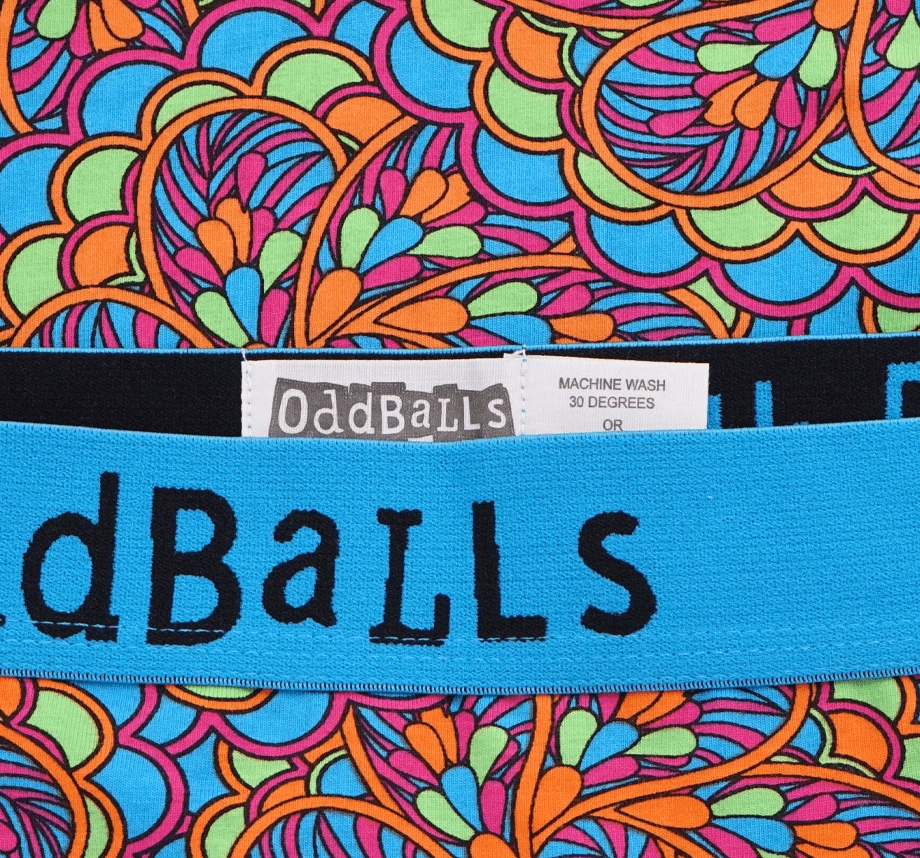 OddBaLLs
MACHINE WASH
30 DEGREES
OR
dBaLLs